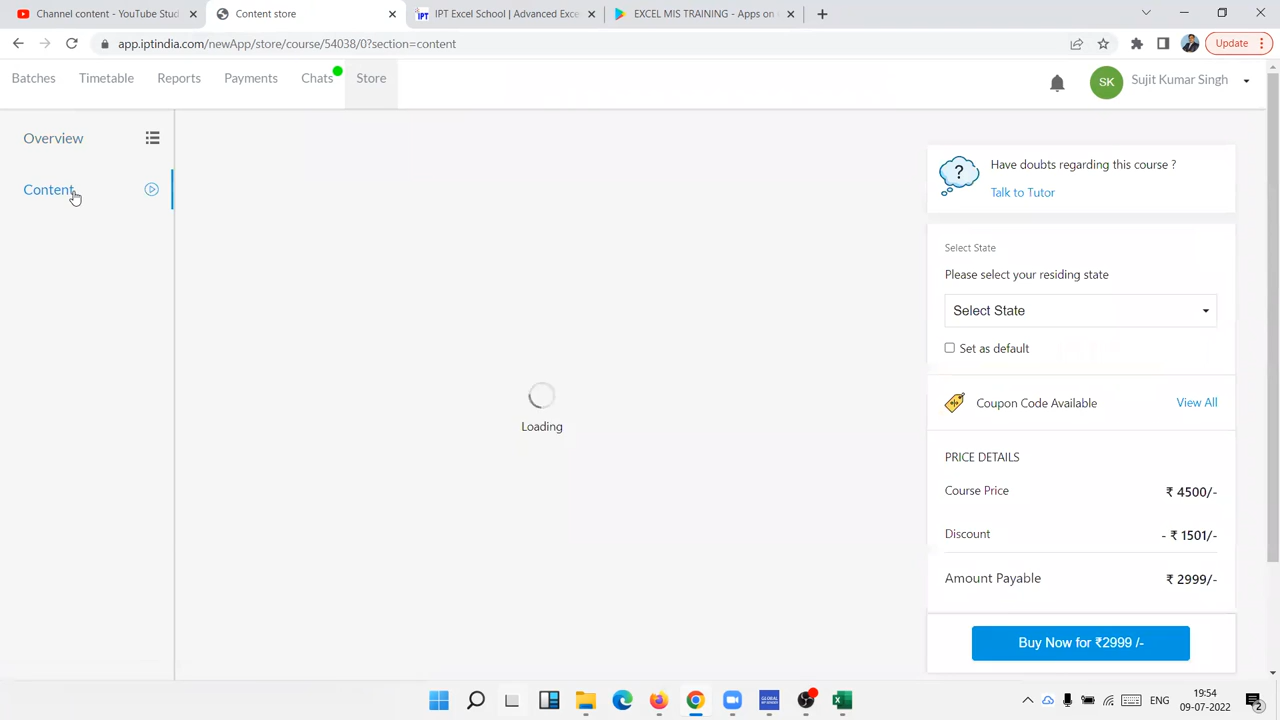 Channel content - YouTube Stud
Content store
IPT Excel School | Advanced Exce
EXCEL MIS TRAINING - Apps on
app.iptindia.com/newApp/store/course/54038/0?section=content
Update
Batches
Timetable
Reports
Payments
Chats
Store
SK
Sujit Kumar Singh
Overview
Content
Have doubts regarding this course ?
Talk to Tutor
Select State
Please select your residing state
Select State
Set as default
Loading
Coupon Code Available
View All
PRICE DETAILS
Course Price
₹ 4500/-
Discount
- ₹ 1501/-
Amount Payable
₹ 2999/-
Buy Now for ₹2999 /-
ENG
19:54
09-07-2022
2